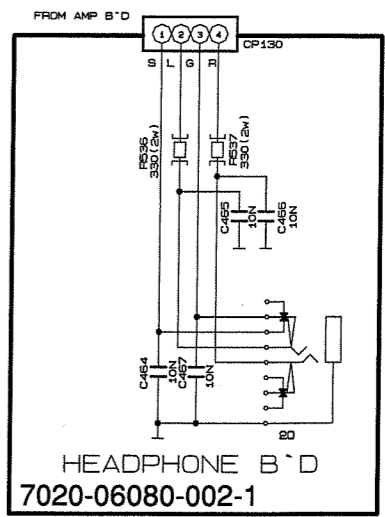 FROM AMP B`D
1 2 3 4
CP130
S L G R
R536
330(2W)
R537
330(2W)
C465
10N
C466
10N
C464
10N
C467
10N
20
HEADPHONE B`D
7020-06080-002-1